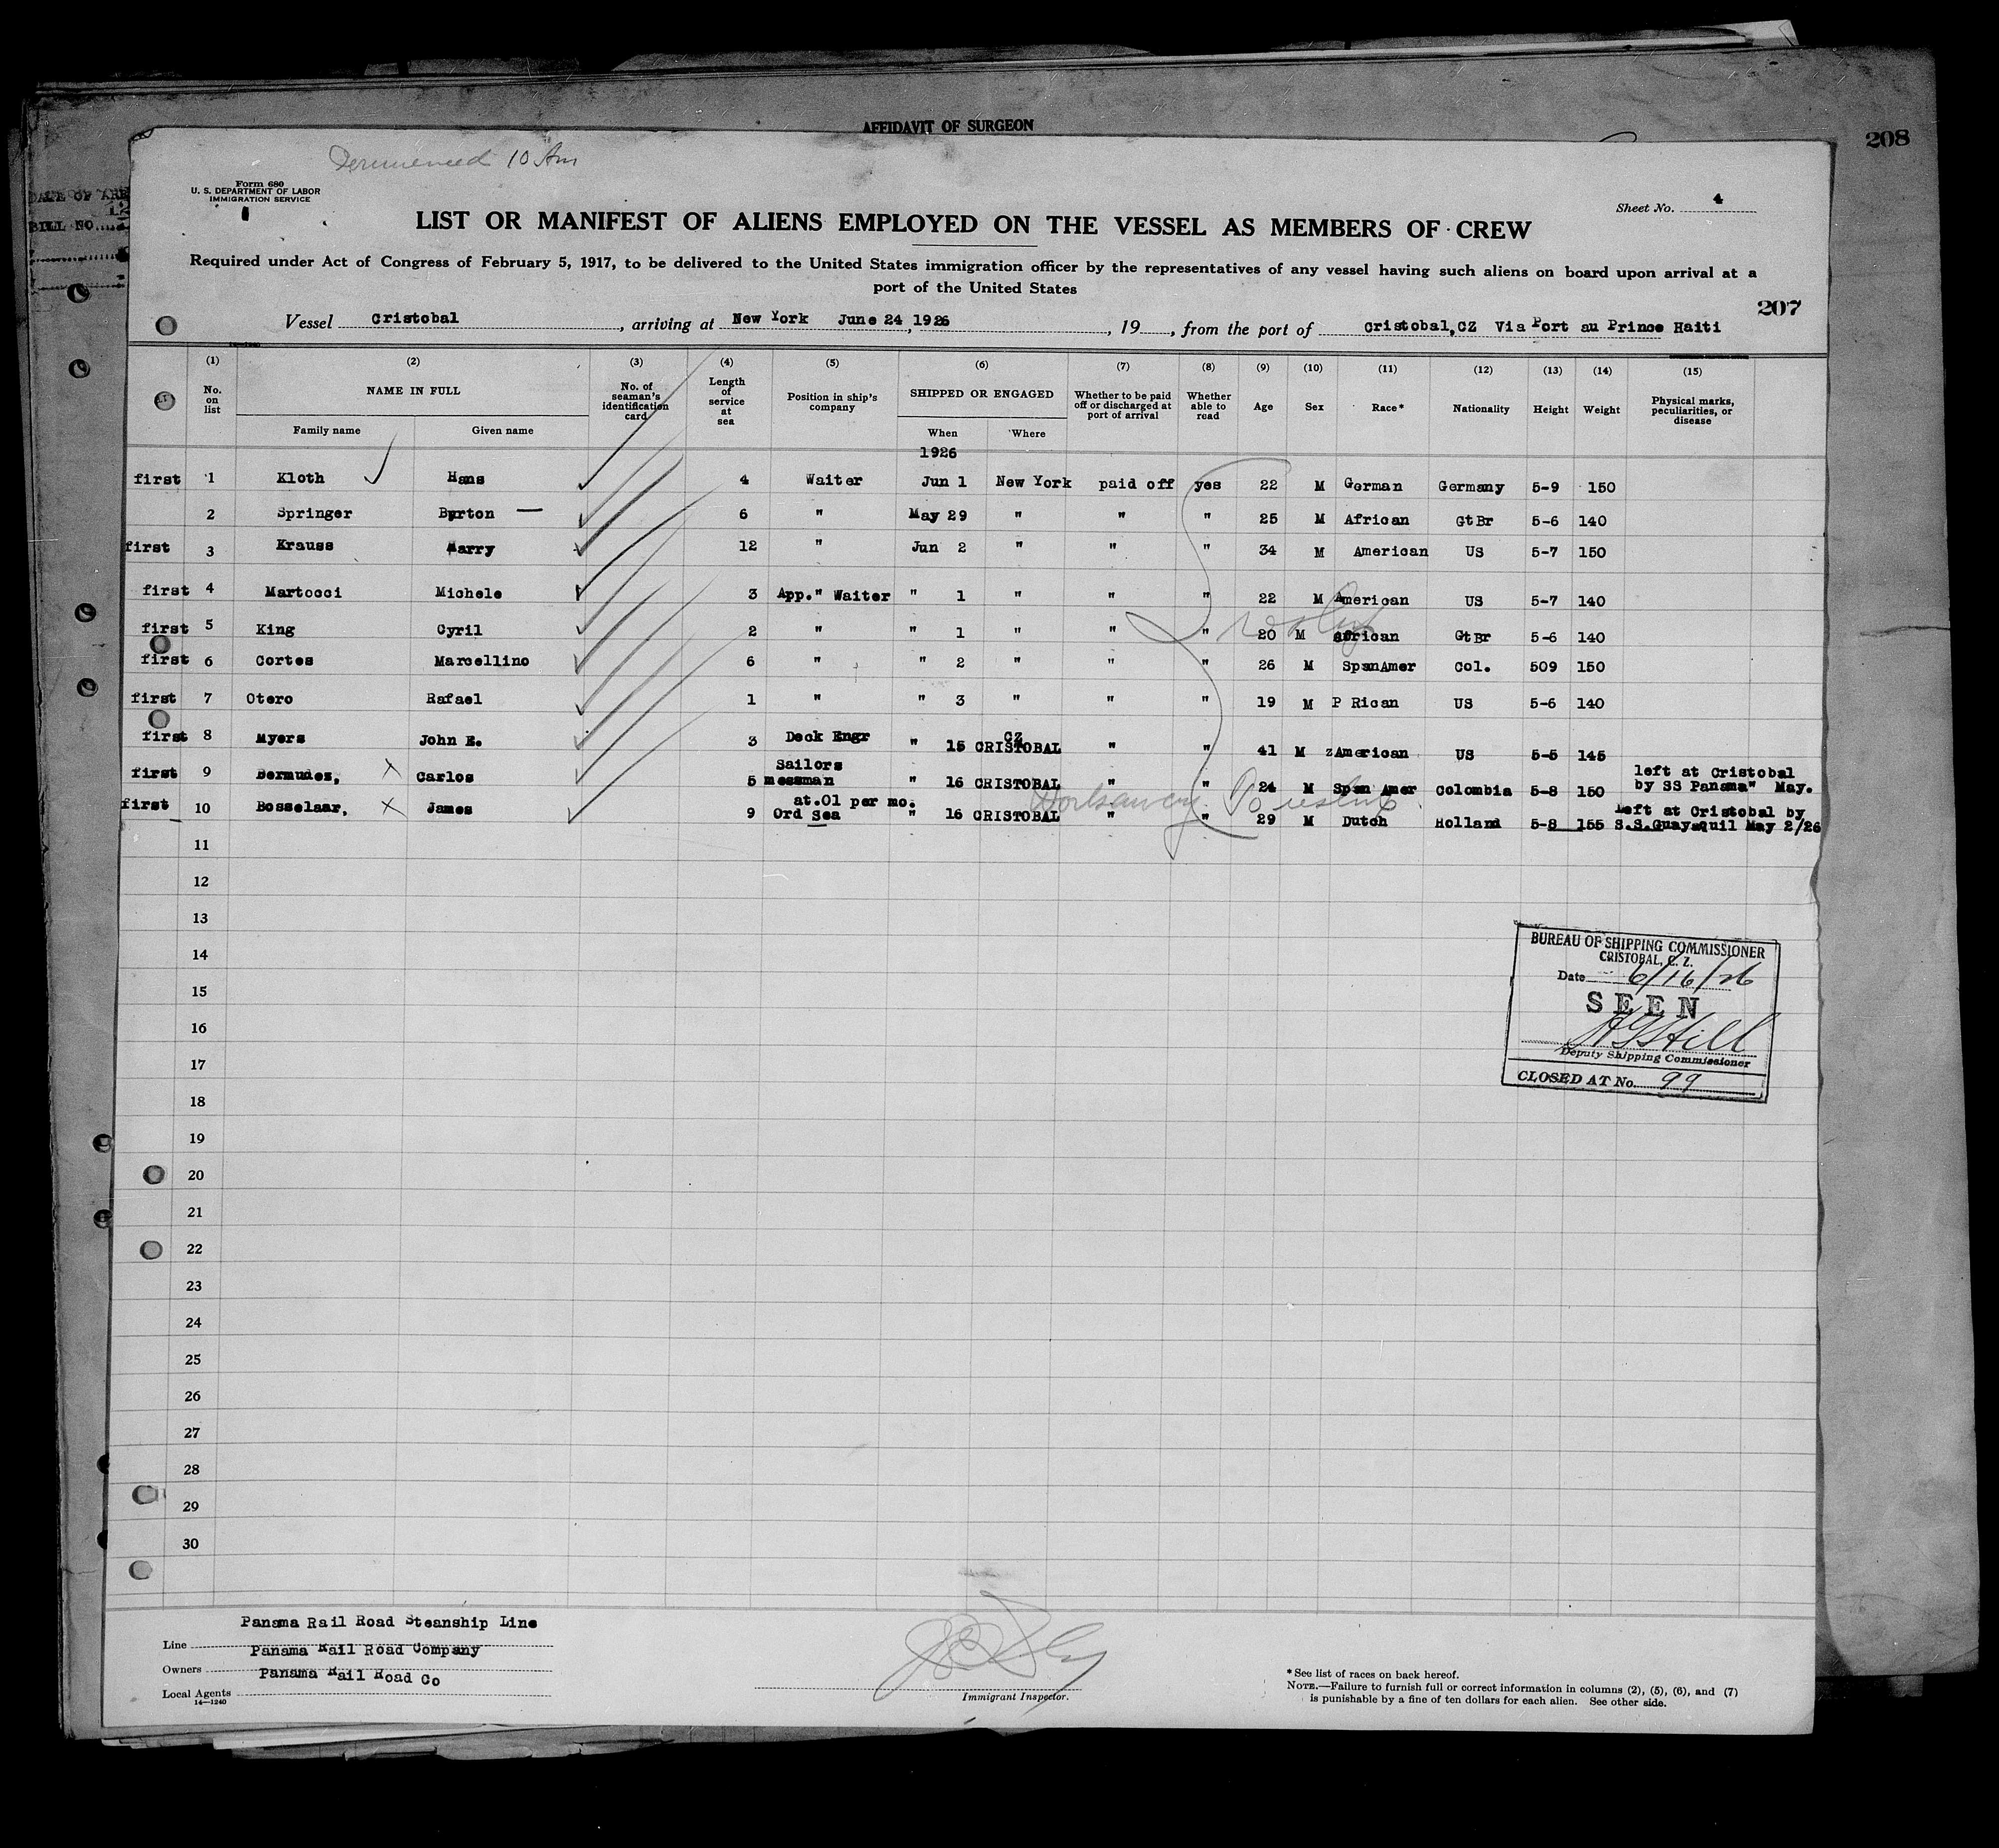 AFFIDAVIT OF SURGEON
208
10 Am
Form 680
U. S. DEPARTMENT OF LABOR
IMMIGRATION SERVICE
Sheet No. 4
LIST OR MANIFEST OF ALIENS EMPLOYED ON THE VESSEL AS MEMBERS OF CREW
Required under Act of Congress of February 5, 1917, to be delivered to the United States immigration officer by the representatives of any vessel having such aliens on board upon arrival at a
port of the United States
207
Vessel Cristobal, arriving at New York June 24, 1926, 19, from the port of Cristobal,CZ Via Port au Prince Haiti
(1) (2) (3) (4) (5) (6) (7) (8) (9) (10) (11) (12) (13) (14) (15)
No. on list NAME IN FULL No. of seaman's identification card Length of service at sea Position in ship's company SHIPPED OR ENGAGED Whether to be paid off or discharged at port of arrival Whether able to read Age Sex Race* Nationality Height Weight Physical marks, peculiarities, or disease
Family name Given name When Where
1926
first 1 Kloth Hans 4 Waiter Jun 1 New York paid off yes 22 M German Germany 5-9 150
2 Springer Burton — 6 " May 29 " " " 25 M African GtBr 5-6 140
first 3 Krauss Harry 12 " Jun 2 " " " 34 M American US 5-7 150
first 4 Martocci Michele 3 App." Waiter " 1 " " " 22 M American US 5-7 140
first 5 King Cyril 2 " " 1 " " " 20 M African GtBr 5-6 140
first 6 Cortes Marcellino 6 " " 2 " " " 26 M SpanAmer Col. 509 150
first 7 Otero Rafael 1 " " 3 " " " 19 M P Rican US 5-6 140
first 8 Myers John E. 3 Deck Engr " 15 CZ CRISTOBAL " " 41 M zAmerican US 5-5 145
first 9 Bermudez, Carlos 5 Sailors messman " 16 CRISTOBAL " " 24 M Span Amer Colombia 5-8 150 left at Cristobal by SS Panama" May.
first 10 Bosselaar, James 9 at.01 per mo. Ord Sea " 16 CRISTOBAL " " 29 M Dutch Holland 5-8 155 left at Cristobal by S.S.Guayaquil May 2/26
11
12
13
14
15
16
17
18
19
20
21
22
23
24
25
26
27
28
29
30
BUREAU OF SHIPPING COMMISSIONER
CRISTOBAL, C. Z.
Date 6/16/26
SEEN
Deputy Shipping Commissioner
CLOSED AT No. 99
Line Panama Rail Road Steanship Line
Owners Panama Rail Road Company
Local Agents Panama Rail Road Co
14—1240
Immigrant Inspector.
* See list of races on back hereof.
NOTE.—Failure to furnish full or correct information in columns (2), (5), (6), and (7)
is punishable by a fine of ten dollars for each alien. See other side.